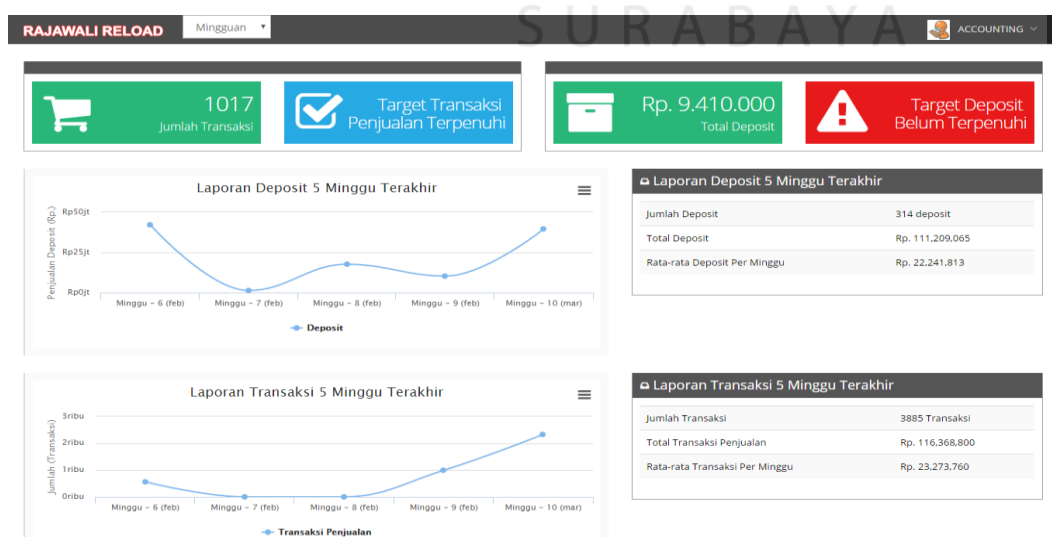 SURABAYA
RAJAWALI RELOAD
Mingguan
ACCOUNTING
1017
Jumlah Transaksi
Target Transaksi
Penjualan Terpenuhi
Rp. 9.410.000
Total Deposit
Target Deposit
Belum Terpenuhi
Laporan Deposit 5 Minggu Terakhir
Penjualan Deposit (Rp.)
Rp50jt
Rp25jt
Rp0jt
Minggu - 6 (feb)
Minggu - 7 (feb)
Minggu - 8 (feb)
Minggu - 9 (feb)
Minggu - 10 (mar)
Deposit
Laporan Deposit 5 Minggu Terakhir
Jumlah Deposit 314 deposit
Total Deposit Rp. 111,209,065
Rata-rata Deposit Per Minggu Rp. 22,241,813
Laporan Transaksi 5 Minggu Terakhir
Jumlah (Transaksi)
3ribu
2ribu
1ribu
0ribu
Minggu - 6 (feb)
Minggu - 7 (feb)
Minggu - 8 (feb)
Minggu - 9 (feb)
Minggu - 10 (mar)
Transaksi Penjualan
Laporan Transaksi 5 Minggu Terakhir
Jumlah Transaksi 3885 Transaksi
Total Transaksi Penjualan Rp. 116,368,800
Rata-rata Transaksi Per Minggu Rp. 23,273,760